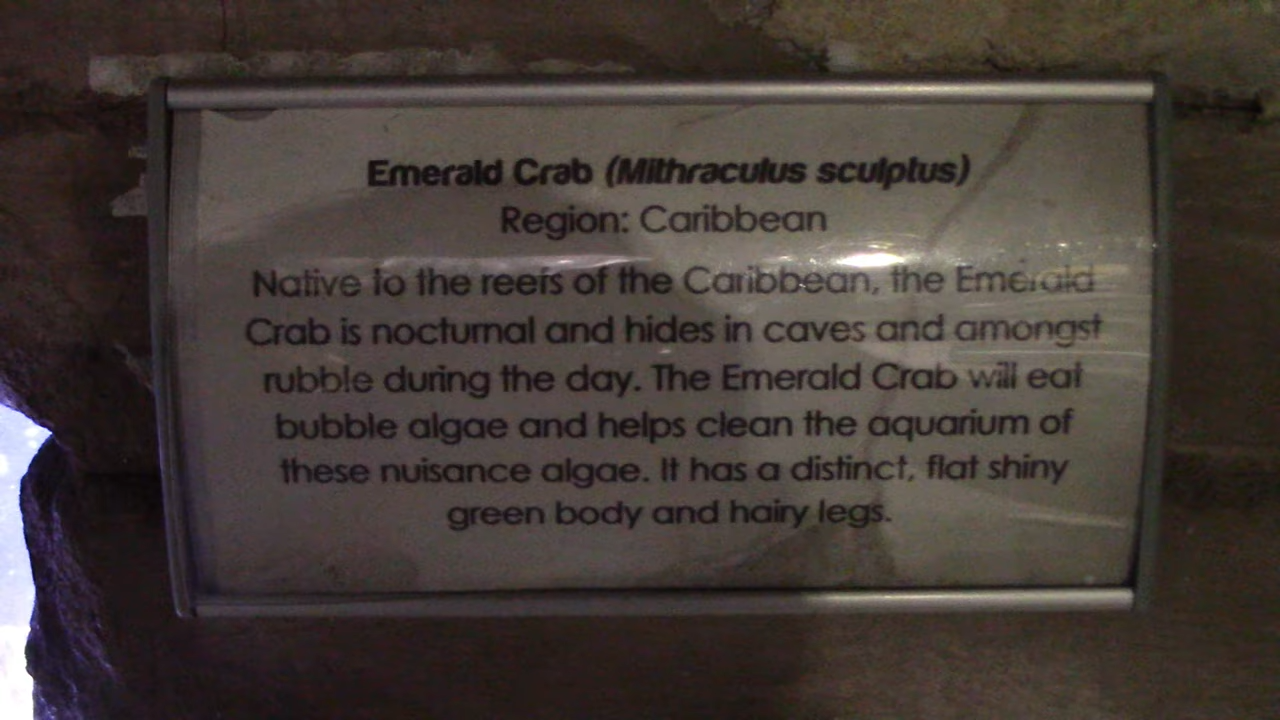 Emerald Crab (Mithraculus sculptus)
Region: Caribbean
Native to the reefs of the Caribbean, the Emerald
Crab is nocturnal and hides in caves and amongst
rubble during the day. The Emerald Crab will eat
bubble algae and helps clean the aquarium of
these nuisance algae. It has a distinct, flat shiny
green body and hairy legs.